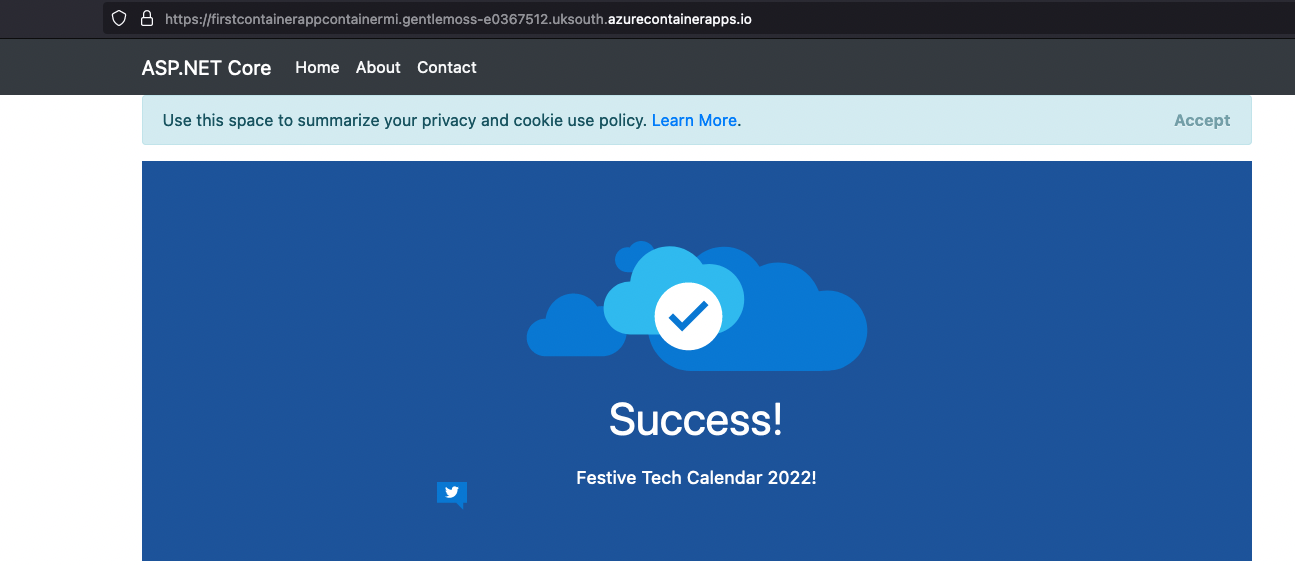 https://firstcontainerappcontainermi.gentlemoss-e0367512.uksouth.azurecontainerapps.io
ASP.NET Core Home About Contact
Use this space to summarize your privacy and cookie use policy. Learn More. Accept
Success!
Festive Tech Calendar 2022!